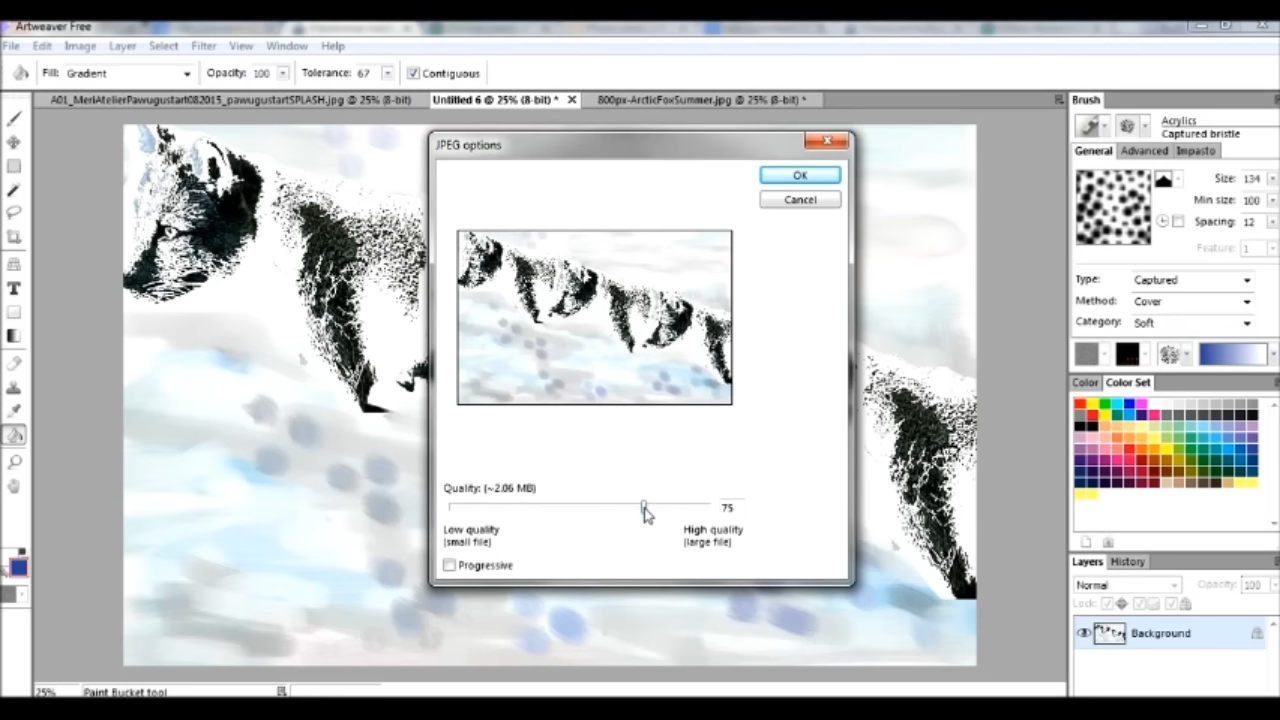 Artweaver Free
File Edit Image Layer Select Filter View Window Help
Fill: Gradient Opacity: 100 Tolerance: 67 Contiguous
A01_MeriAtelierPawugustart082015_pawugustartSPLASH.jpg @ 25% (8-bit) Untitled 6 @ 25% (8-bit) * 800px-ArcticFoxSummer.jpg @ 25% (8-bit) *
Brush
Acrylics
Captured bristle
General Advanced Impasto
Size: 134
Min size: 100
Spacing: 12
Feature: 1
Type: Captured
Method: Cover
Category: Soft
Color Color Set
Layers History
Normal Opacity: 100
Lock:
Background
JPEG options
OK
Cancel
Quality: (~2.06 MB)
75
Low quality High quality
(small file) (large file)
Progressive
25% Paint Bucket tool